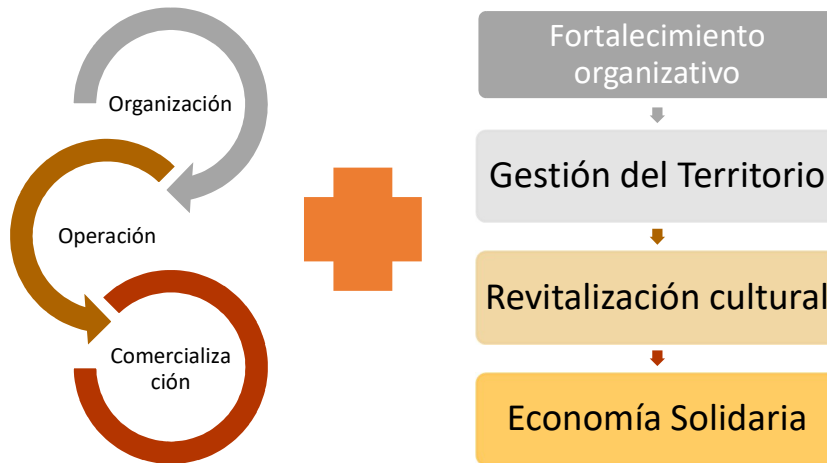 Organización
Operación
Comercializa
ción
Fortalecimiento
organizativo
Gestión del Territorio
Revitalización cultural
Economía Solidaria